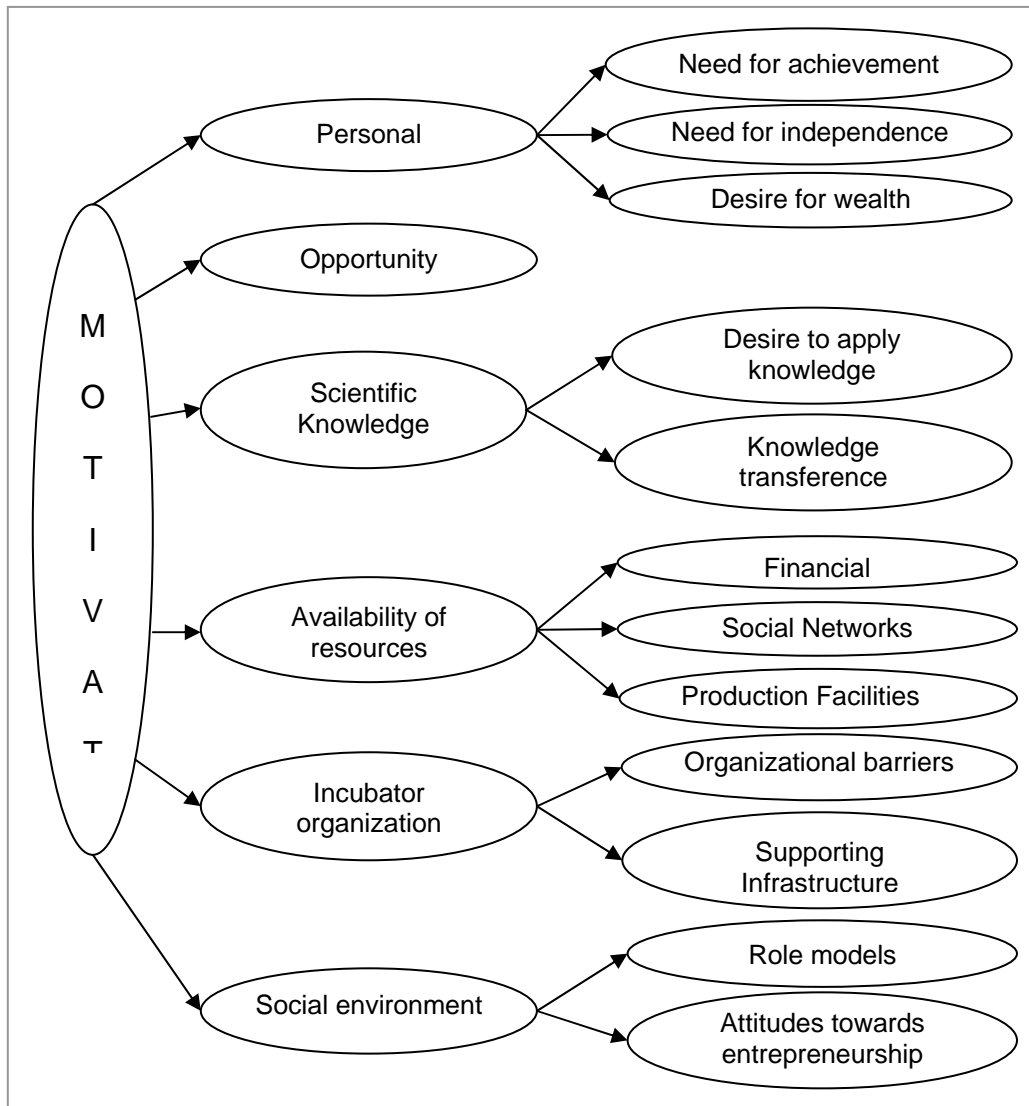 Need for achievement
Personal
Need for independence
Desire for wealth
Opportunity
M
O
T
I
V
A
T
Scientific
Knowledge
Desire to apply
knowledge
Knowledge
transference
Availability of
resources
Financial
Social Networks
Production Facilities
Incubator
organization
Organizational barriers
Supporting
Infrastructure
Social environment
Role models
Attitudes towards
entrepreneurship